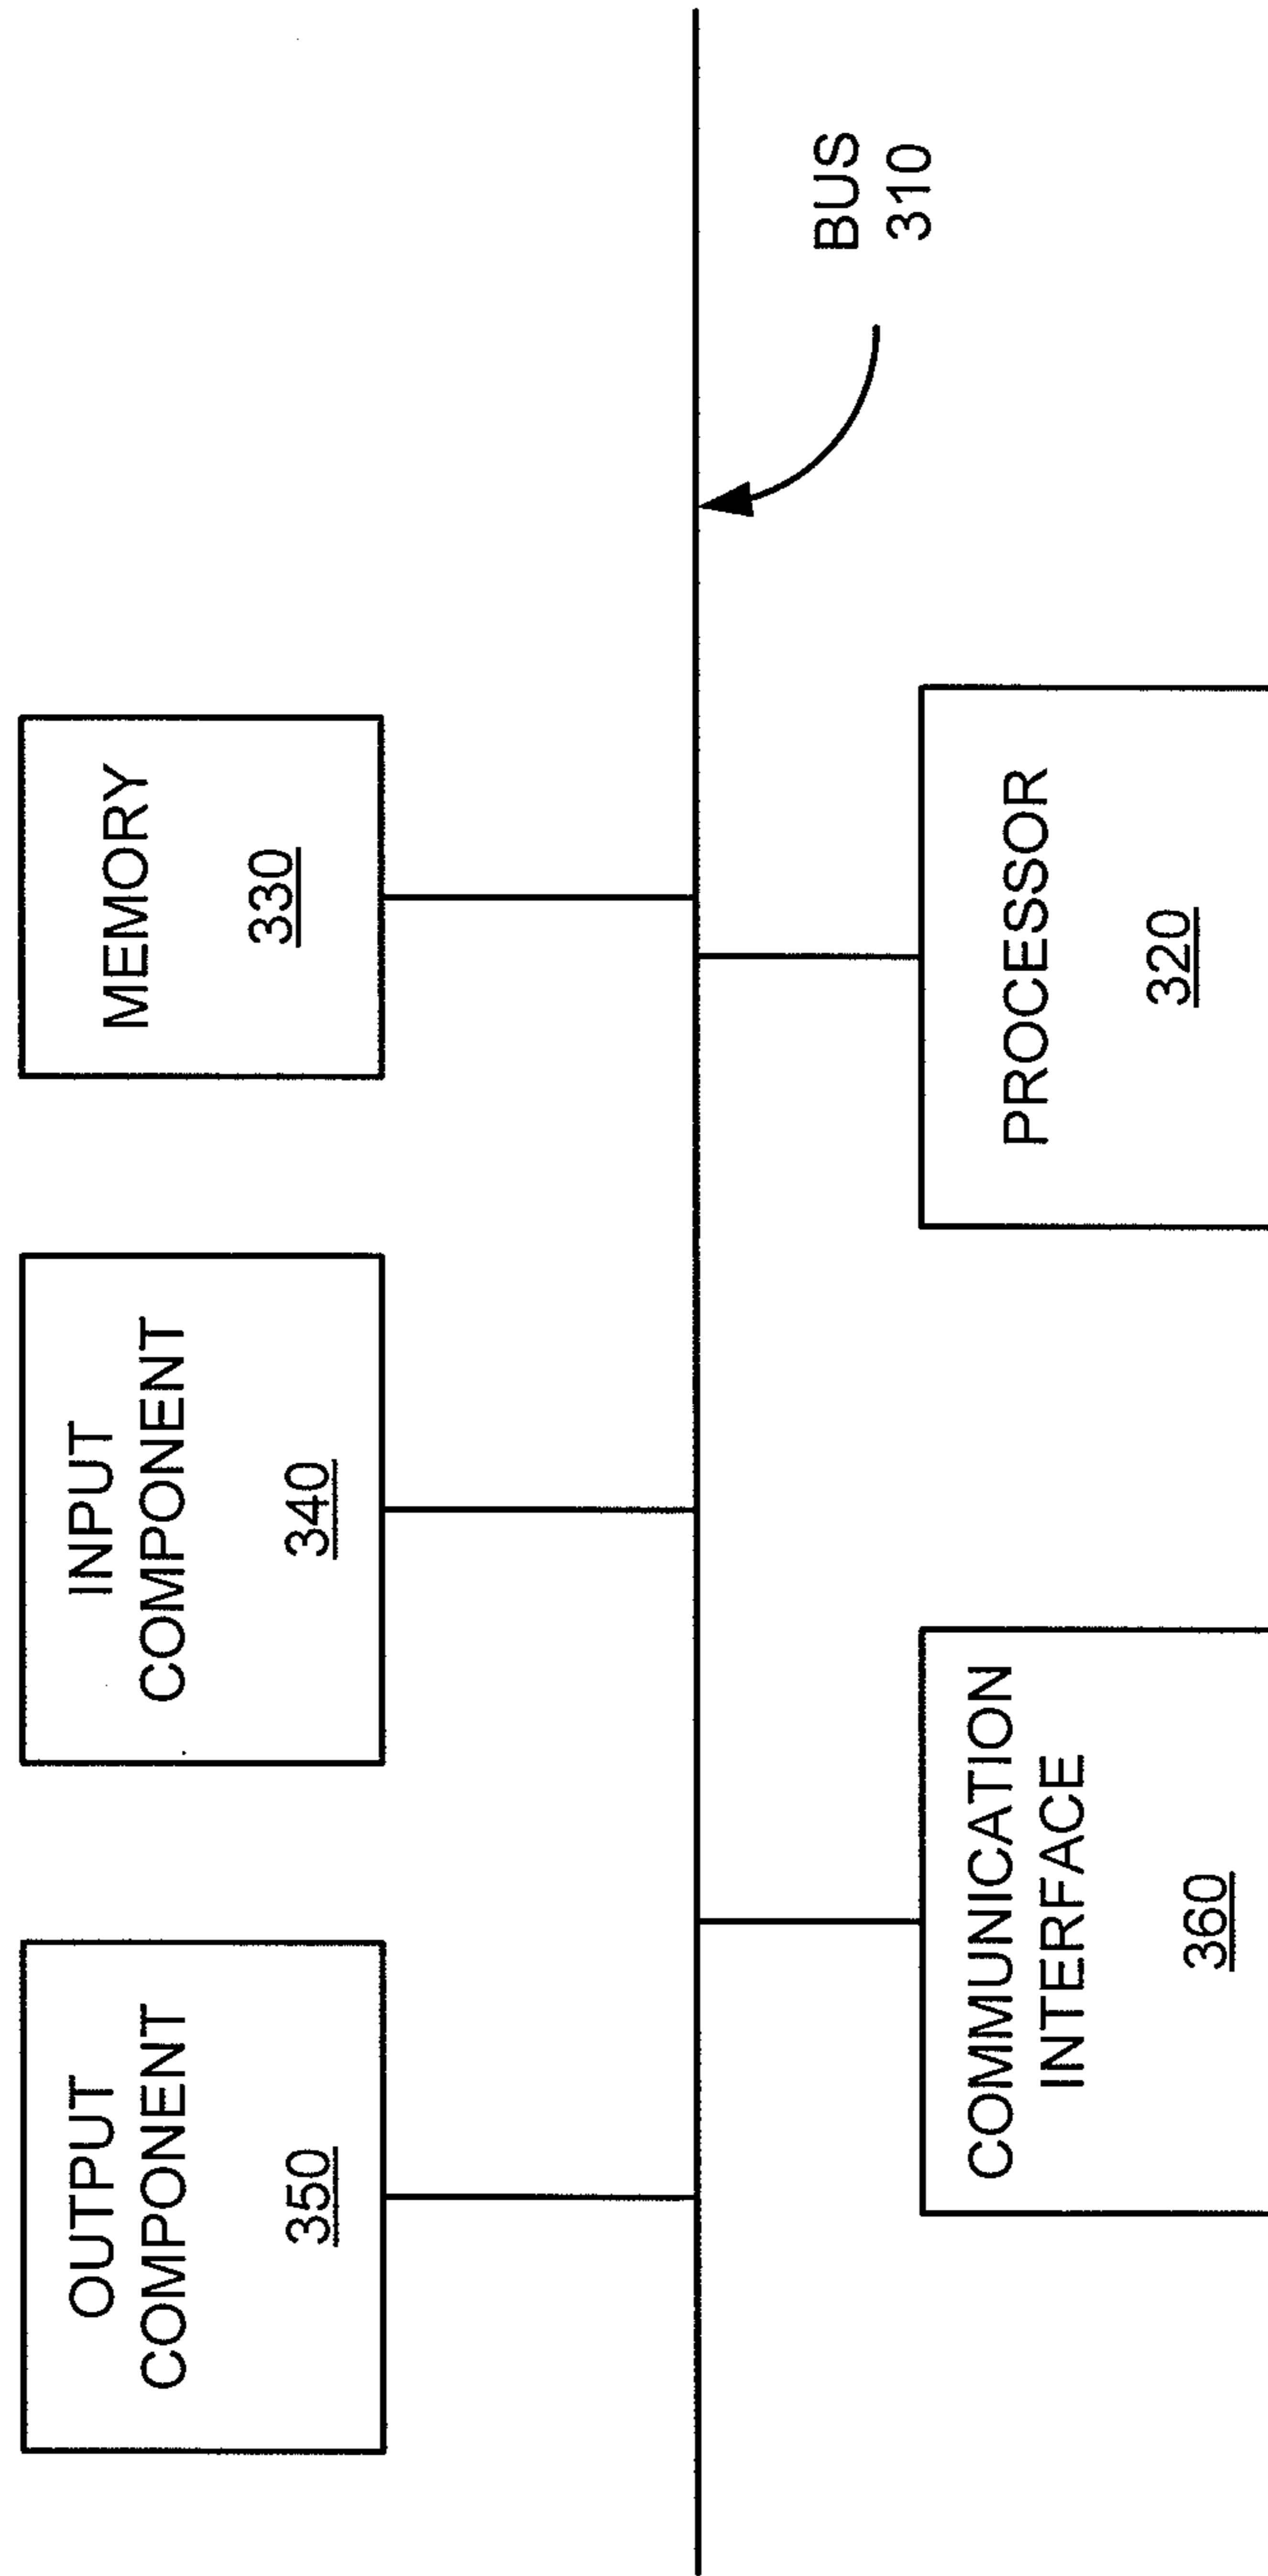 OUTPUT
COMPONENT
350
INPUT
COMPONENT
340
MEMORY
330
BUS
310
COMMUNICATION
INTERFACE
360
PROCESSOR
320